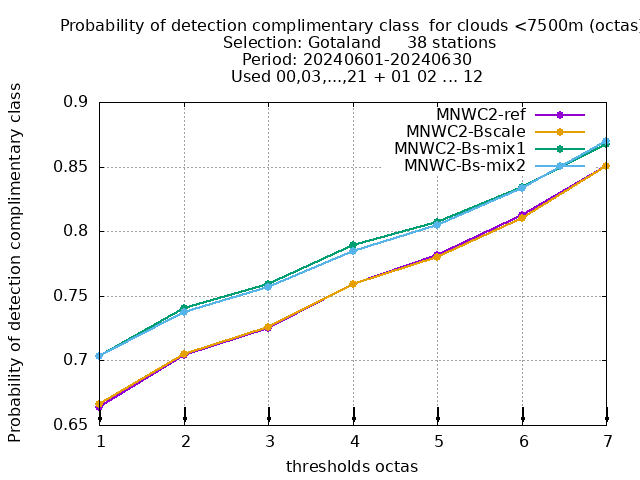 Probability of detection complimentary class for clouds <7500m (octas)
Selection: Gotaland 38 stations
Period: 20240601-20240630
Used 00,03,...,21 + 01 02 ... 12
Probability of detection complimentary class
0.9
0.85
0.8
0.75
0.7
0.65
MNWC2-ref
MNWC2-Bscale
MNWC2-Bs-mix1
MNWC-Bs-mix2
1 2 3 4 5 6 7
thresholds octas